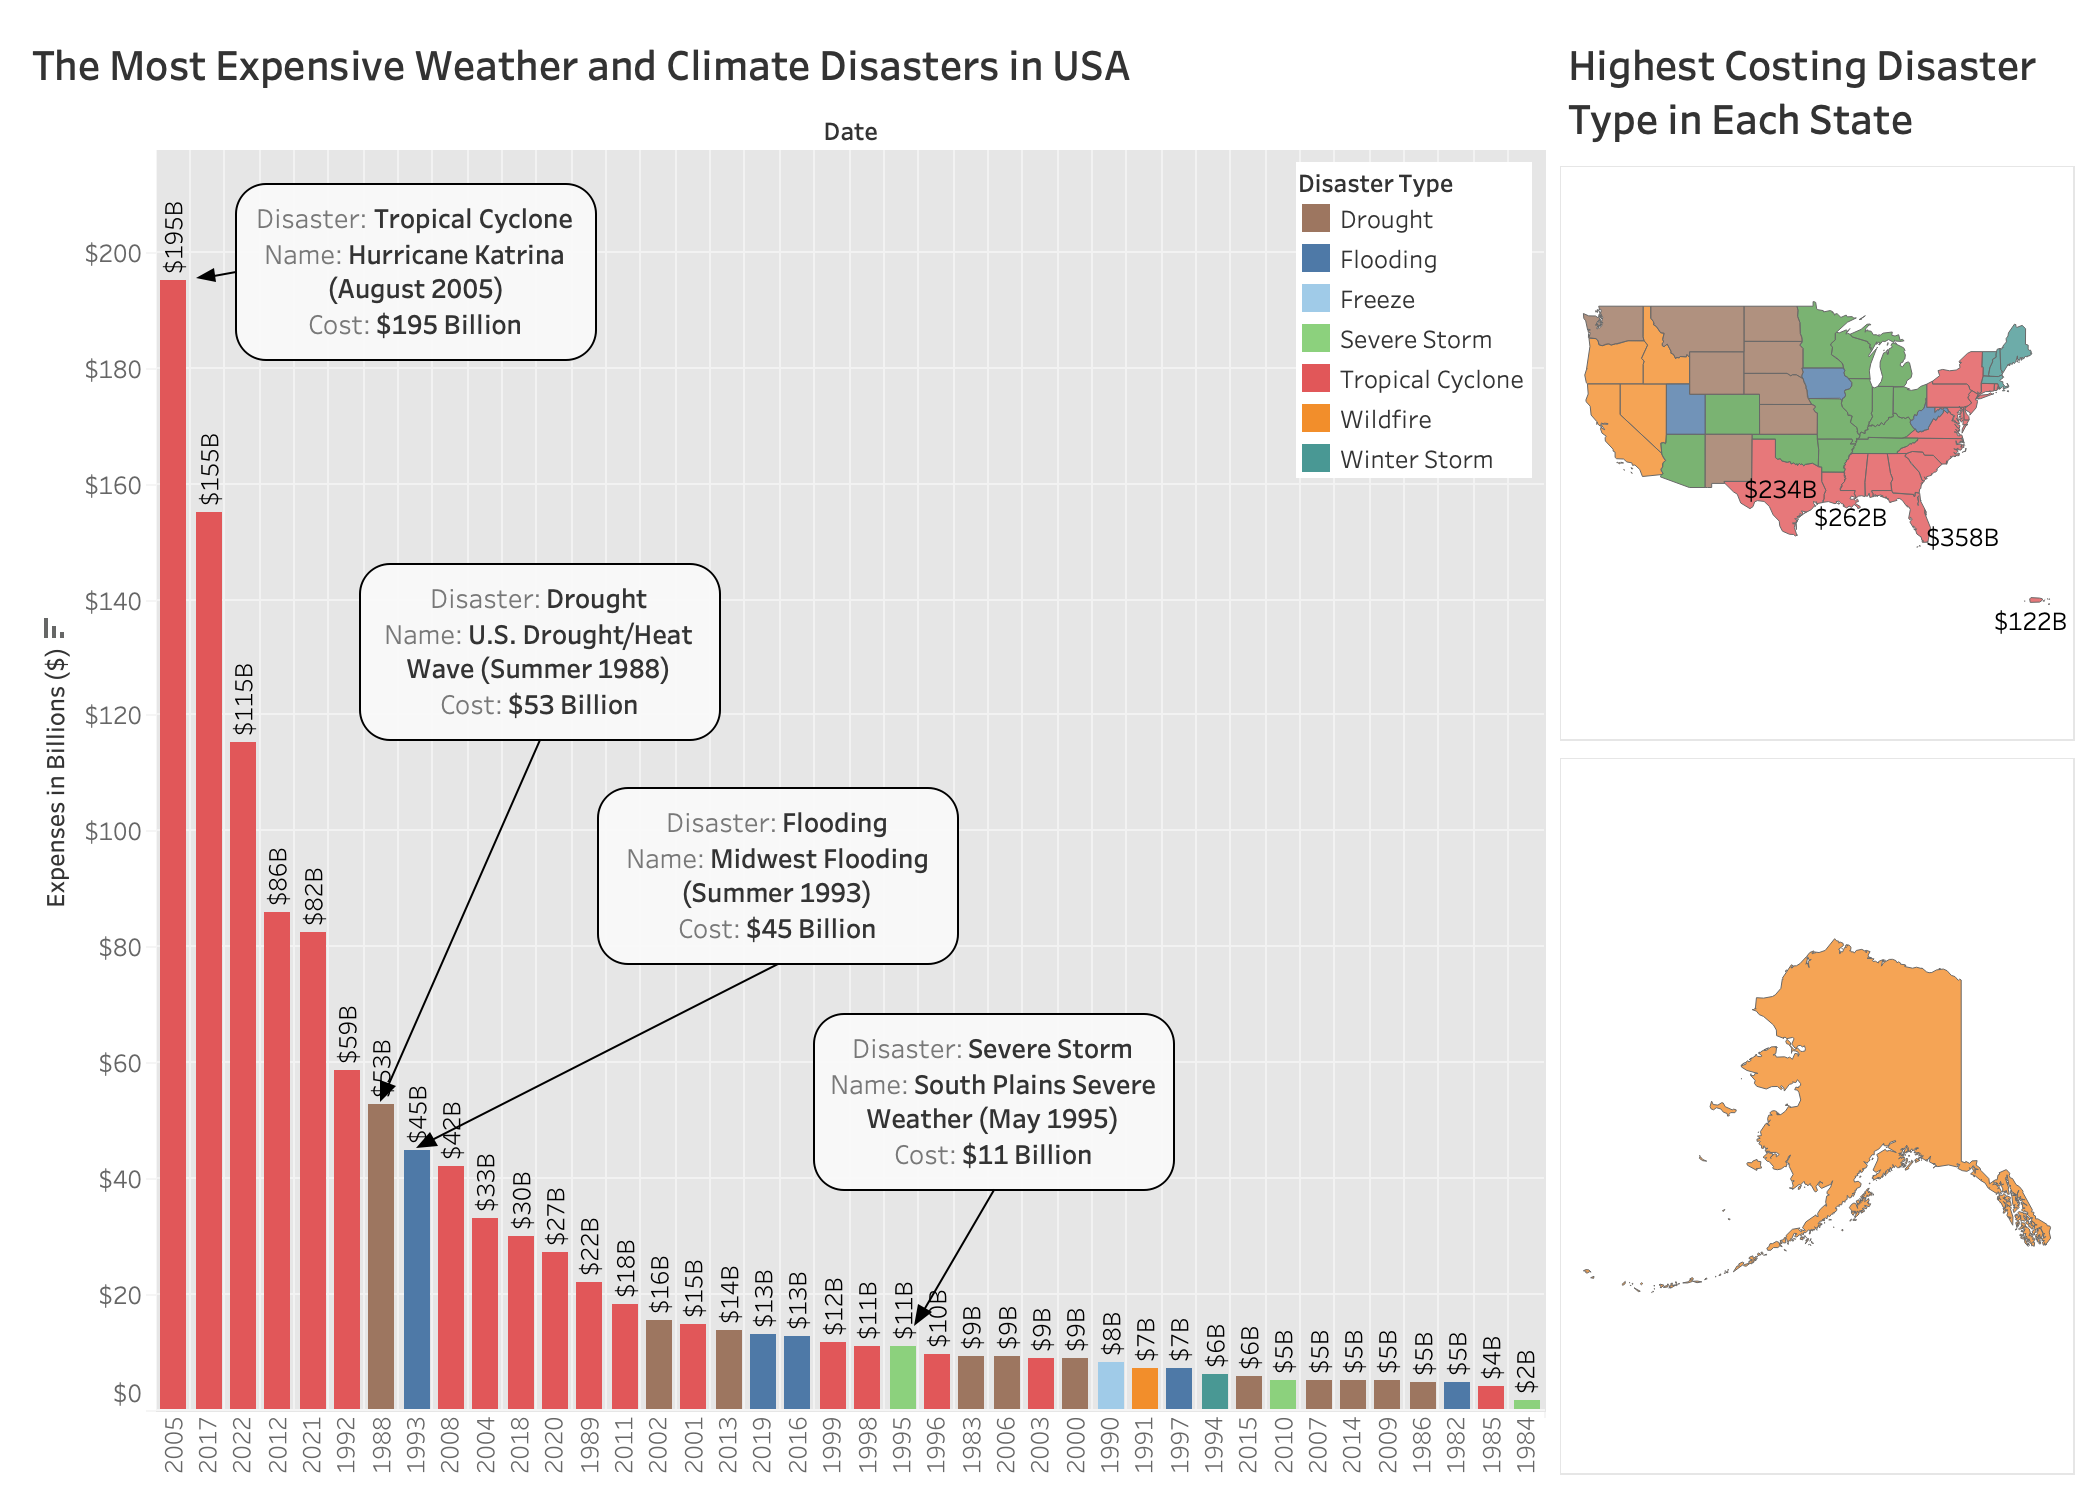 The Most Expensive Weather and Climate Disasters in USA
Date
Expenses in Billions ($)
$200
$180
$160
$140
$120
$100
$80
$60
$40
$20
$0
$195B
$155B
$115B
$86B
$82B
$59B
$53B
$45B
$42B
$33B
$30B
$27B
$22B
$18B
$16B
$15B
$14B
$13B
$13B
$12B
$11B
$11B
$10B
$9B
$9B
$9B
$9B
$8B
$7B
$7B
$6B
$6B
$5B
$5B
$5B
$5B
$5B
$5B
$4B
$2B
Disaster: Tropical Cyclone
Name: Hurricane Katrina
(August 2005)
Cost: $195 Billion
Disaster: Drought
Name: U.S. Drought/Heat
Wave (Summer 1988)
Cost: $53 Billion
Disaster: Flooding
Name: Midwest Flooding
(Summer 1993)
Cost: $45 Billion
Disaster: Severe Storm
Name: South Plains Severe
Weather (May 1995)
Cost: $11 Billion
Disaster Type
Drought
Flooding
Freeze
Severe Storm
Tropical Cyclone
Wildfire
Winter Storm
2005
2017
2022
2012
2021
1992
1988
1993
2008
2004
2018
2020
1989
2011
2002
2001
2013
2019
2016
1999
1998
1995
1996
1983
2006
2003
2000
1990
1991
1997
1994
2015
2010
2007
2014
2009
1986
1982
1985
1984
Highest Costing Disaster
Type in Each State
$234B
$262B
$358B
$122B